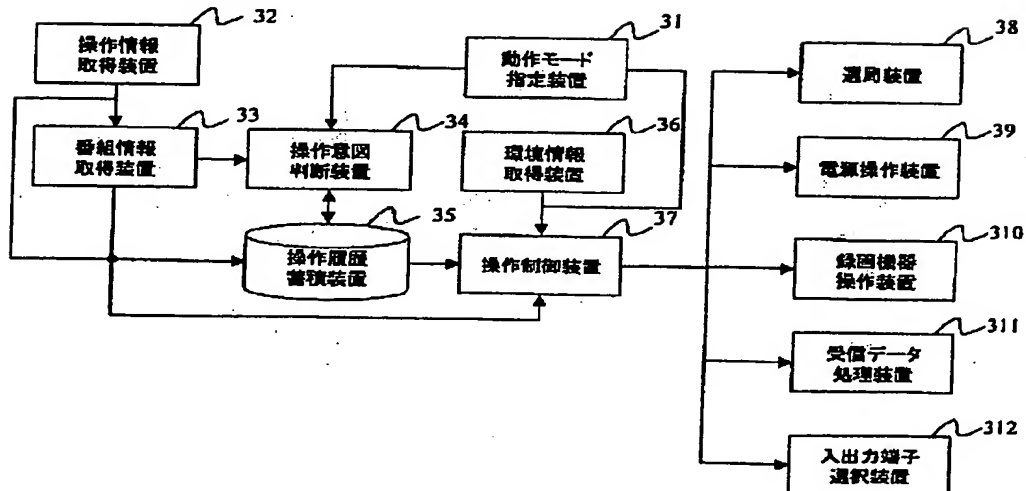 32
操作情報
取得装置
33
番組情報
取得装置
31
動作モード
指定装置
34
操作意図
判断装置
36
環境情報
取得装置
35
操作履歴
蓄積装置
37
操作制御装置
38
選局装置
39
電源操作装置
310
録画機器
操作装置
311
受信データ
処理装置
312
入出力端子
選択装置